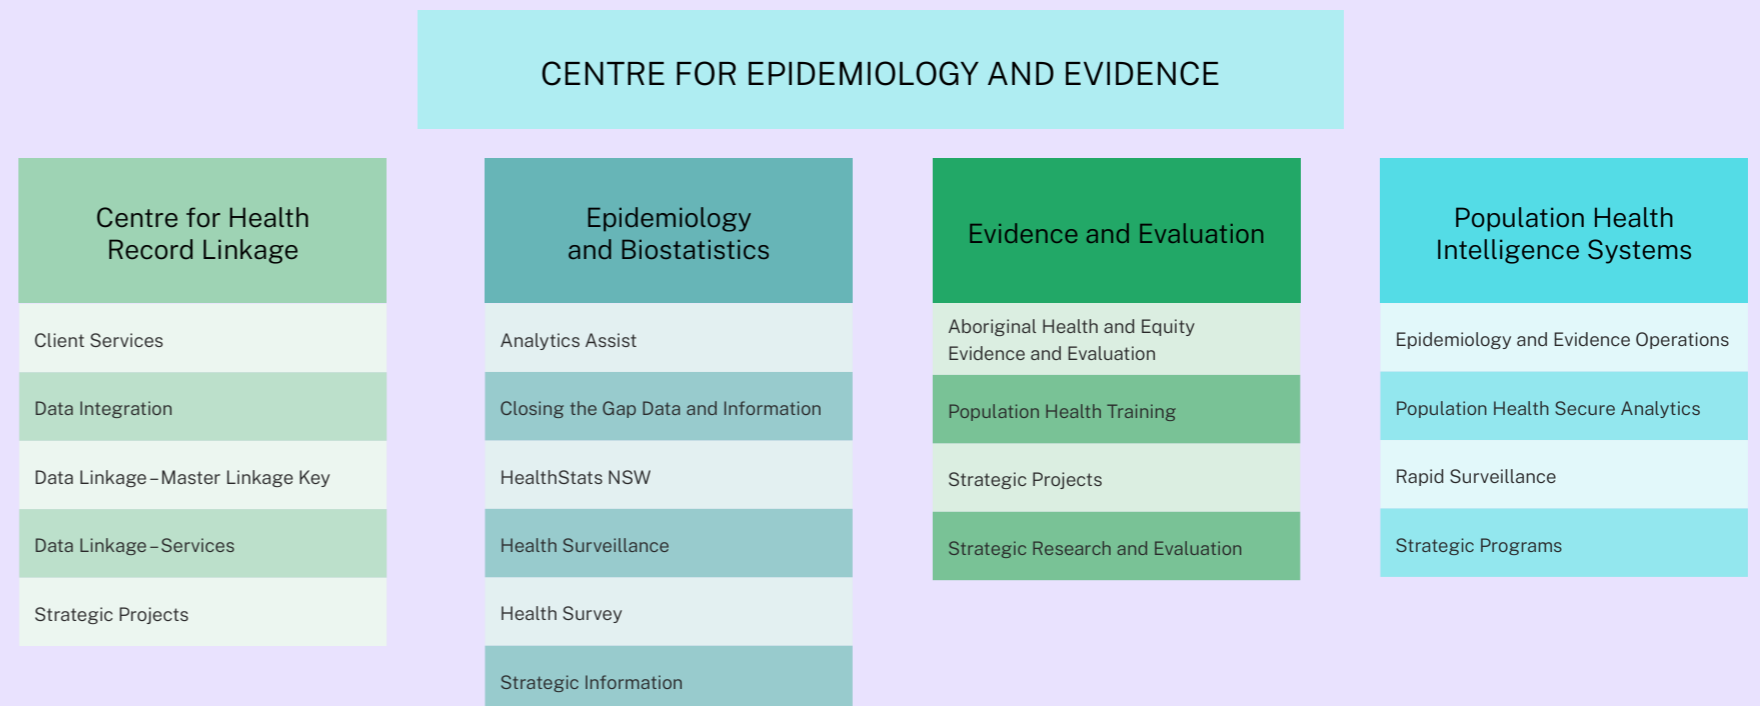 CENTRE FOR EPIDEMIOLOGY AND EVIDENCE
Centre for Health
Record Linkage
Client Services
Data Integration
Data Linkage – Master Linkage Key
Data Linkage – Services
Strategic Projects
Epidemiology
and Biostatistics
Analytics Assist
Closing the Gap Data and Information
HealthStats NSW
Health Surveillance
Health Survey
Strategic Information
Evidence and Evaluation
Aboriginal Health and Equity
Evidence and Evaluation
Population Health Training
Strategic Projects
Strategic Research and Evaluation
Population Health
Intelligence Systems
Epidemiology and Evidence Operations
Population Health Secure Analytics
Rapid Surveillance
Strategic Programs